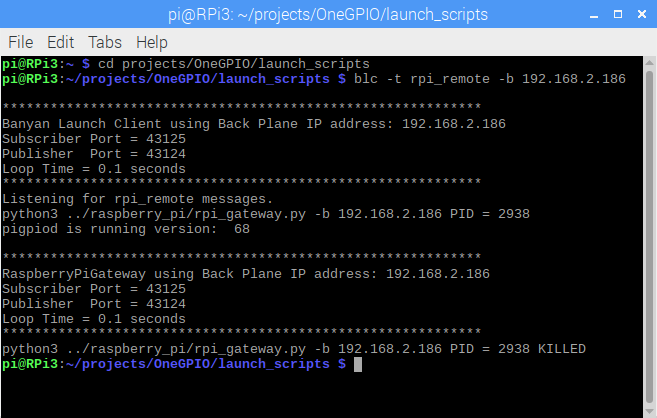 pi@RPi3: ~/projects/OneGPIO/launch_scripts
File Edit Tabs Help
pi@RPi3:~ $ cd projects/OneGPIO/launch_scripts
pi@RPi3:~/projects/OneGPIO/launch_scripts $ blc -t rpi_remote -b 192.168.2.186
************************************************************
Banyan Launch Client using Back Plane IP address: 192.168.2.186
Subscriber Port = 43125
Publisher  Port = 43124
Loop Time = 0.1 seconds
************************************************************
Listening for rpi_remote messages.
python3 ../raspberry_pi/rpi_gateway.py -b 192.168.2.186 PID = 2938
pigpiod is running version:  68
************************************************************
RaspberryPiGateway using Back Plane IP address: 192.168.2.186
Subscriber Port = 43125
Publisher  Port = 43124
Loop Time = 0.1 seconds
************************************************************
python3 ../raspberry_pi/rpi_gateway.py -b 192.168.2.186 PID = 2938 KILLED
pi@RPi3:~/projects/OneGPIO/launch_scripts $